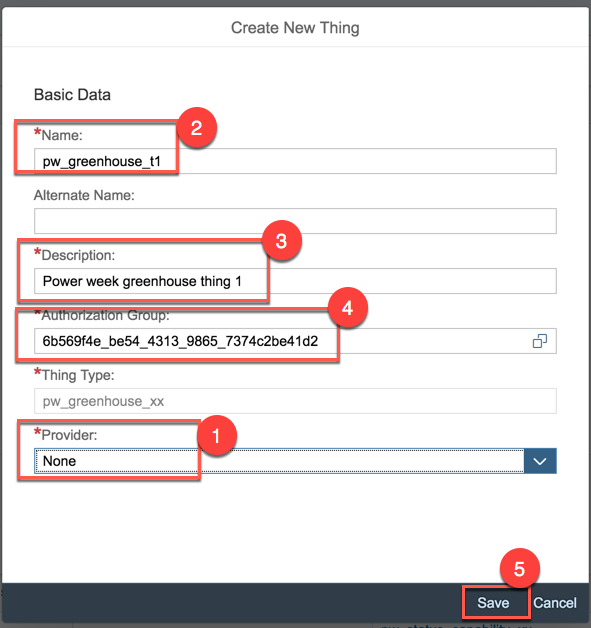 Create New Thing
Basic Data
*Name:
2
pw_greenhouse_t1
Alternate Name:
3
*Description:
Power week greenhouse thing 1
4
*Authorization Group:
6b569f4e_be54_4313_9865_7374c2be41d2
*Thing Type:
pw_greenhouse_xx
*Provider:
1
None
5
Save Cancel